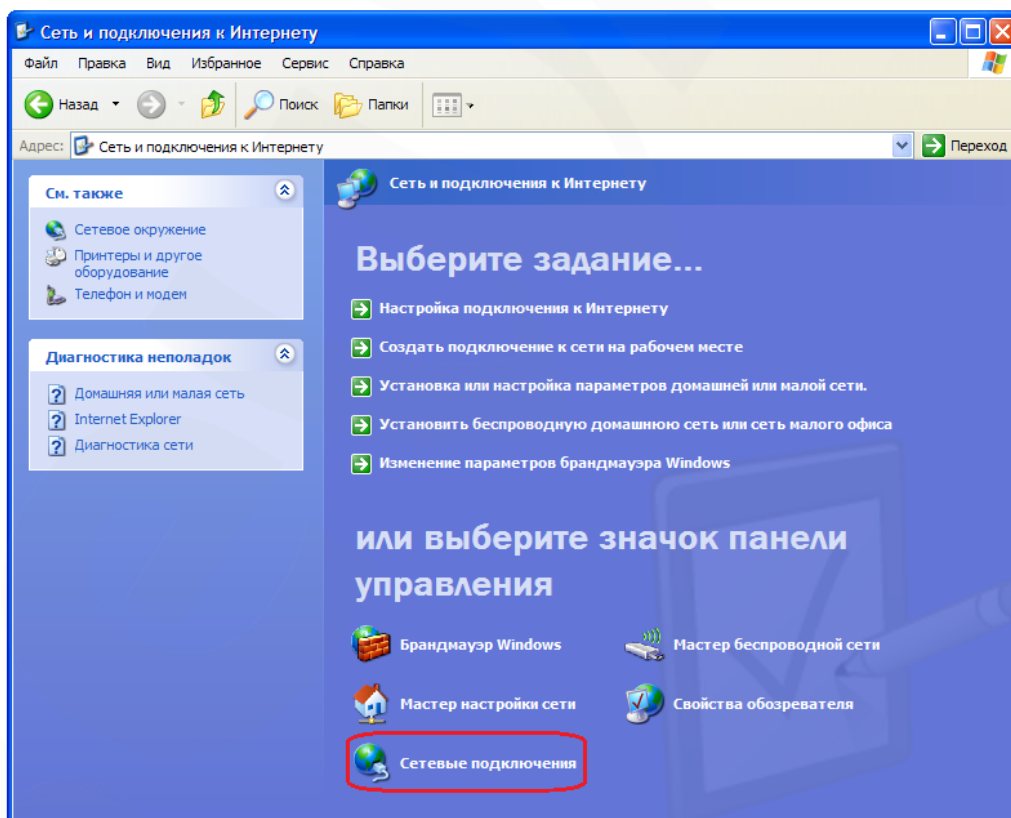 Сеть и подключения к Интернету
Файл Правка Вид Избранное Сервис Справка
Назад Поиск Папки
Адрес: Сеть и подключения к Интернету Переход
См. также
Сетевое окружение
Принтеры и другое
оборудование
Телефон и модем
Диагностика неполадок
Домашняя или малая сеть
Internet Explorer
Диагностика сети
Сеть и подключения к Интернету
Выберите задание...
Настройка подключения к Интернету
Создать подключение к сети на рабочем месте
Установка или настройка параметров домашней или малой сети.
Установить беспроводную домашнюю сеть или сеть малого офиса
Изменение параметров брандмауэра Windows
или выберите значок панели
управления
Брандмауэр Windows Мастер беспроводной сети
Мастер настройки сети Свойства обозревателя
Сетевые подключения